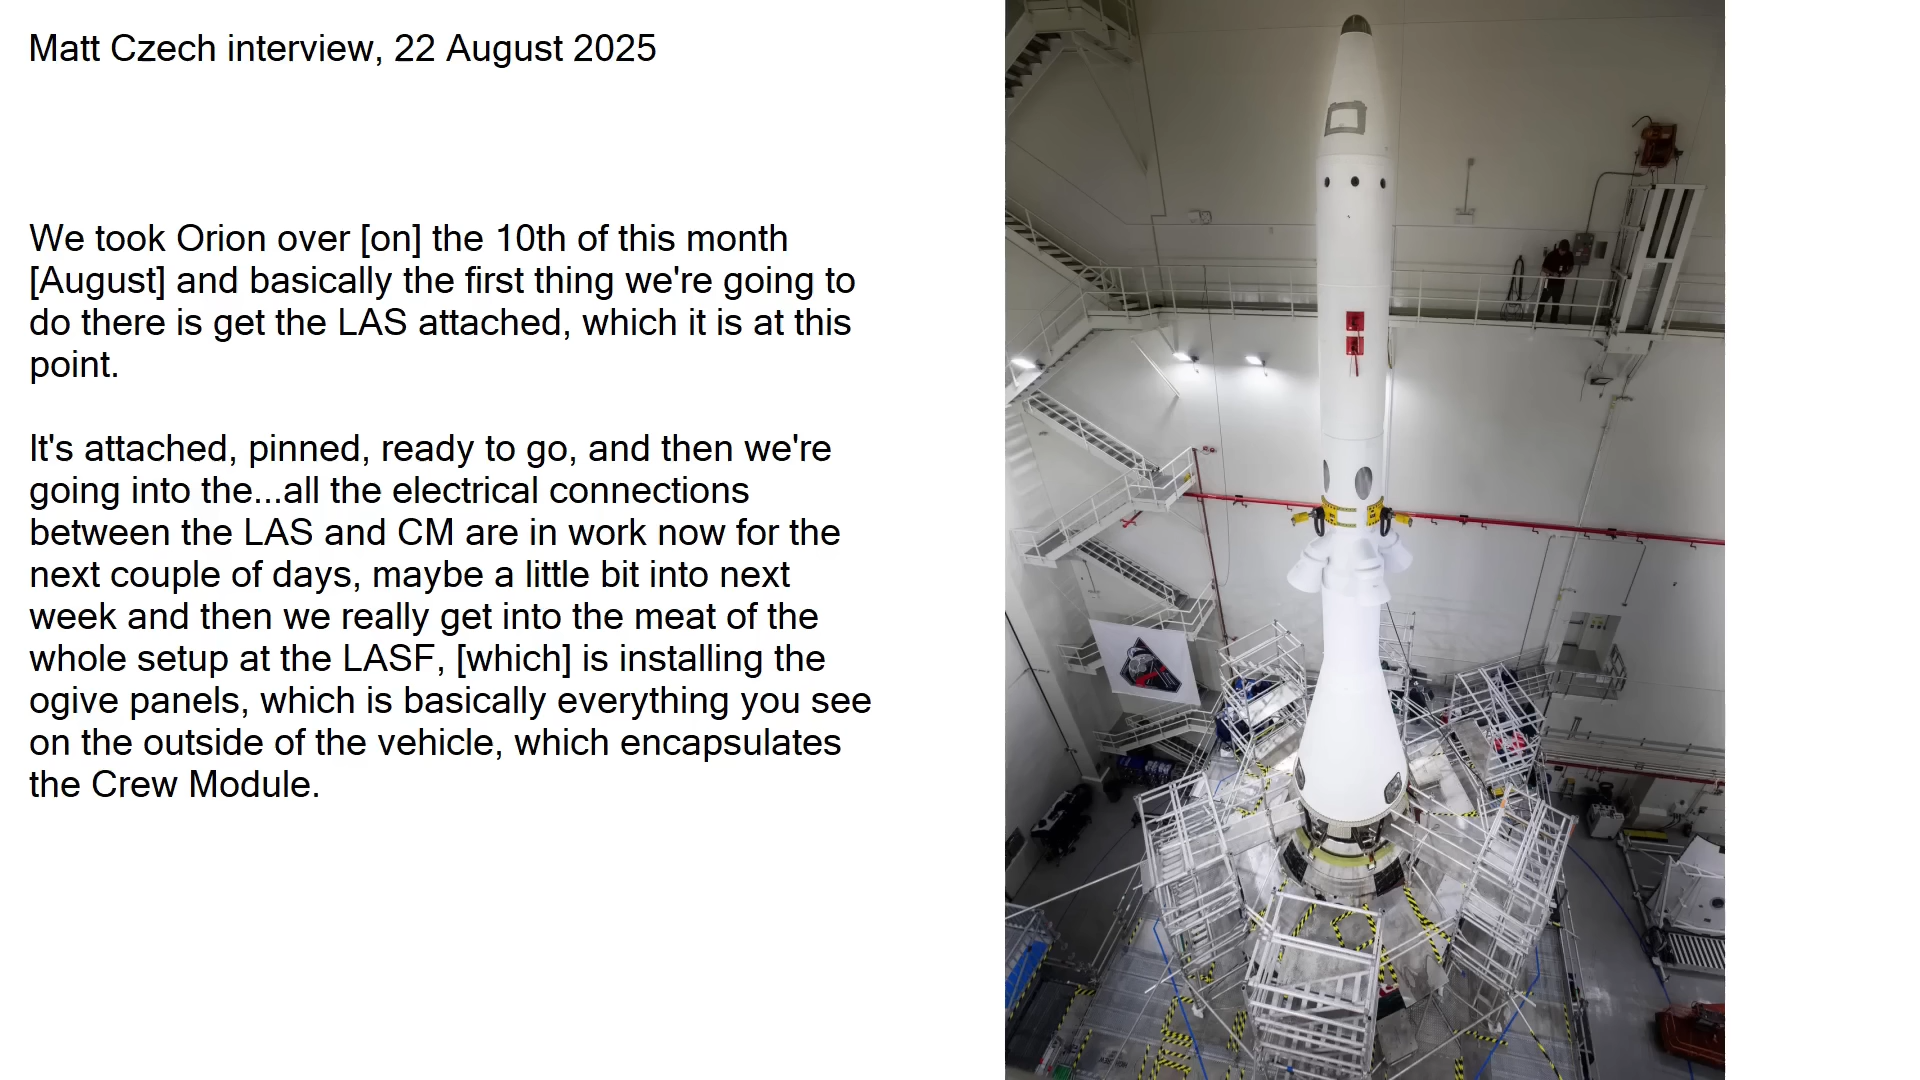 Matt Czech interview, 22 August 2025
We took Orion over [on] the 10th of this month
[August] and basically the first thing we're going to
do there is get the LAS attached, which it is at this
point.
It's attached, pinned, ready to go, and then we're
going into the...all the electrical connections
between the LAS and CM are in work now for the
next couple of days, maybe a little bit into next
week and then we really get into the meat of the
whole setup at the LASF, [which] is installing the
ogive panels, which is basically everything you see
on the outside of the vehicle, which encapsulates
the Crew Module.